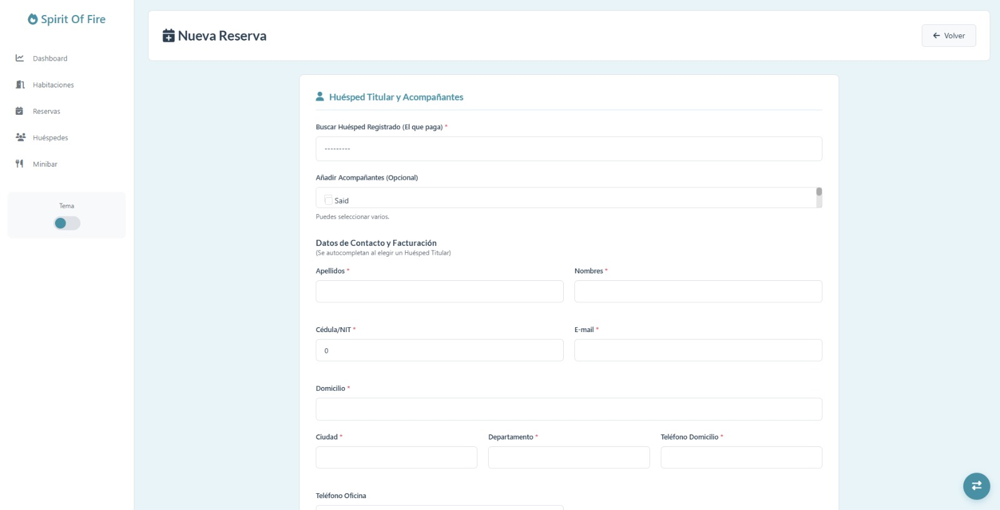 Spirit Of Fire
Dashboard
Habitaciones
Reservas
Huéspedes
Minibar
Tema
Nueva Reserva
Volver
Huésped Titular y Acompañantes
Buscar Huésped Registrado (El que paga) *
---------
Añadir Acompañantes (Opcional)
Said
Puedes seleccionar varios.
Datos de Contacto y Facturación
(Se autocompletan al elegir un Huésped Titular)
Apellidos * Nombres *
Cédula/NIT * E-mail *
0
Domicilio *
Ciudad * Departamento * Teléfono Domicilio *
Teléfono Oficina